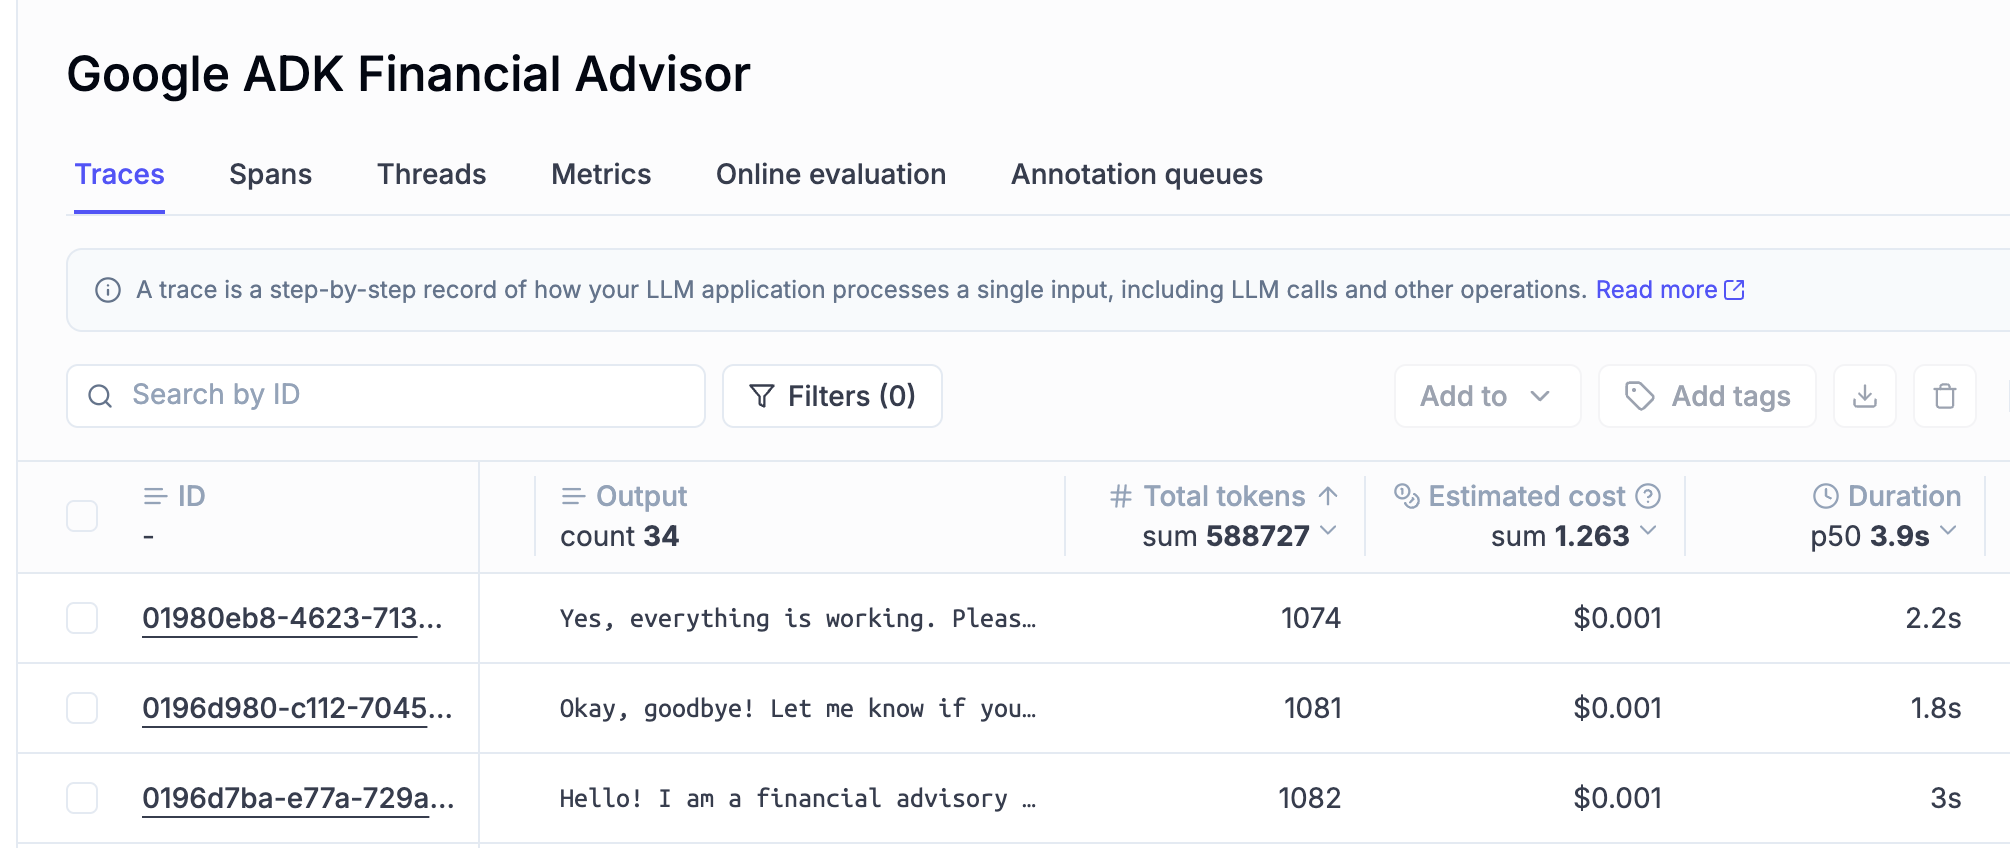 Google ADK Financial Advisor
Traces Spans Threads Metrics Online evaluation Annotation queues
A trace is a step-by-step record of how your LLM application processes a single input, including LLM calls and other operations. Read more
Search by ID Filters (0) Add to Add tags
ID Output # Total tokens Estimated cost Duration
- count 34 sum 588727 sum 1.263 p50 3.9s
01980eb8-4623-713... Yes, everything is working. Pleas… 1074 $0.001 2.2s
0196d980-c112-7045... Okay, goodbye! Let me know if you… 1081 $0.001 1.8s
0196d7ba-e77a-729a... Hello! I am a financial advisory … 1082 $0.001 3s